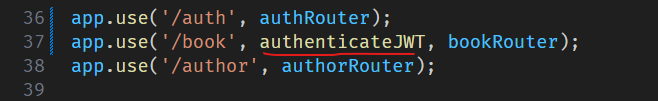 36 app.use('/auth', authRouter);
37 app.use('/book', authenticateJWT, bookRouter);
38 app.use('/author', authorRouter);
39